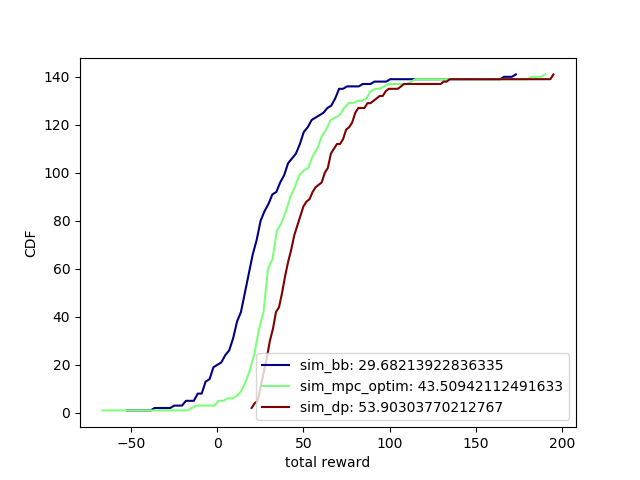 140
120
100
80
60
40
20
0
CDF
sim_bb: 29.68213922836335
sim_mpc_optim: 43.50942112491633
sim_dp: 53.90303770212767
−50 0 50 100 150 200
total reward